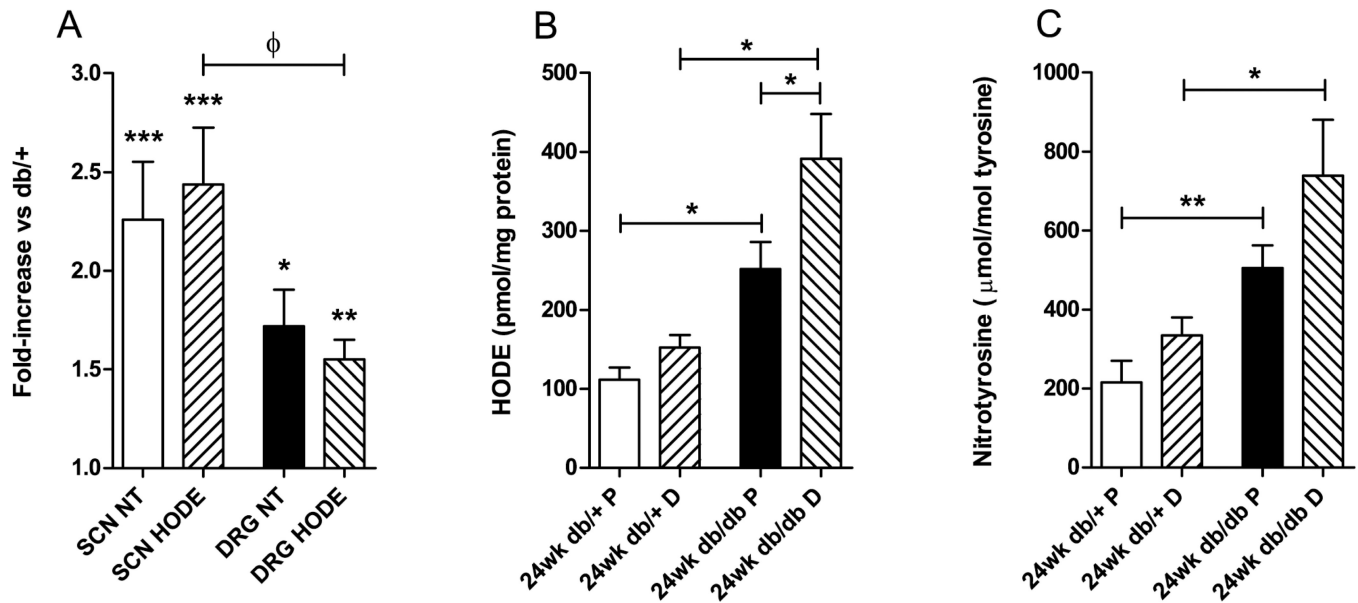 A
ϕ
Fold-increase vs db/+
3.0
2.5
2.0
1.5
1.0
***
***
*
**
SCN NT
SCN HODE
DRG NT
DRG HODE
B
HODE (pmol/mg protein)
500
400
300
200
100
0
*
*
*
24wk db/+ P
24wk db/+ D
24wk db/db P
24wk db/db D
C
Nitrotyrosine ( μmol/mol tyrosine)
1000
800
600
400
200
0
*
**
24wk db/+ P
24wk db/+ D
24wk db/db P
24wk db/db D